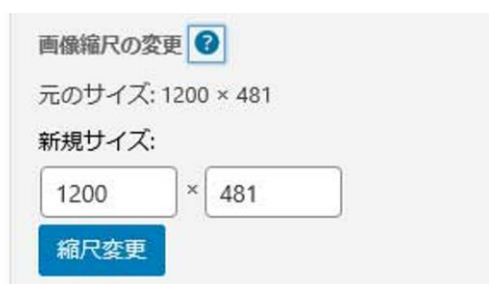 画像縮尺の変更 ?
元のサイズ: 1200 × 481
新規サイズ:
1200 × 481
縮尺変更